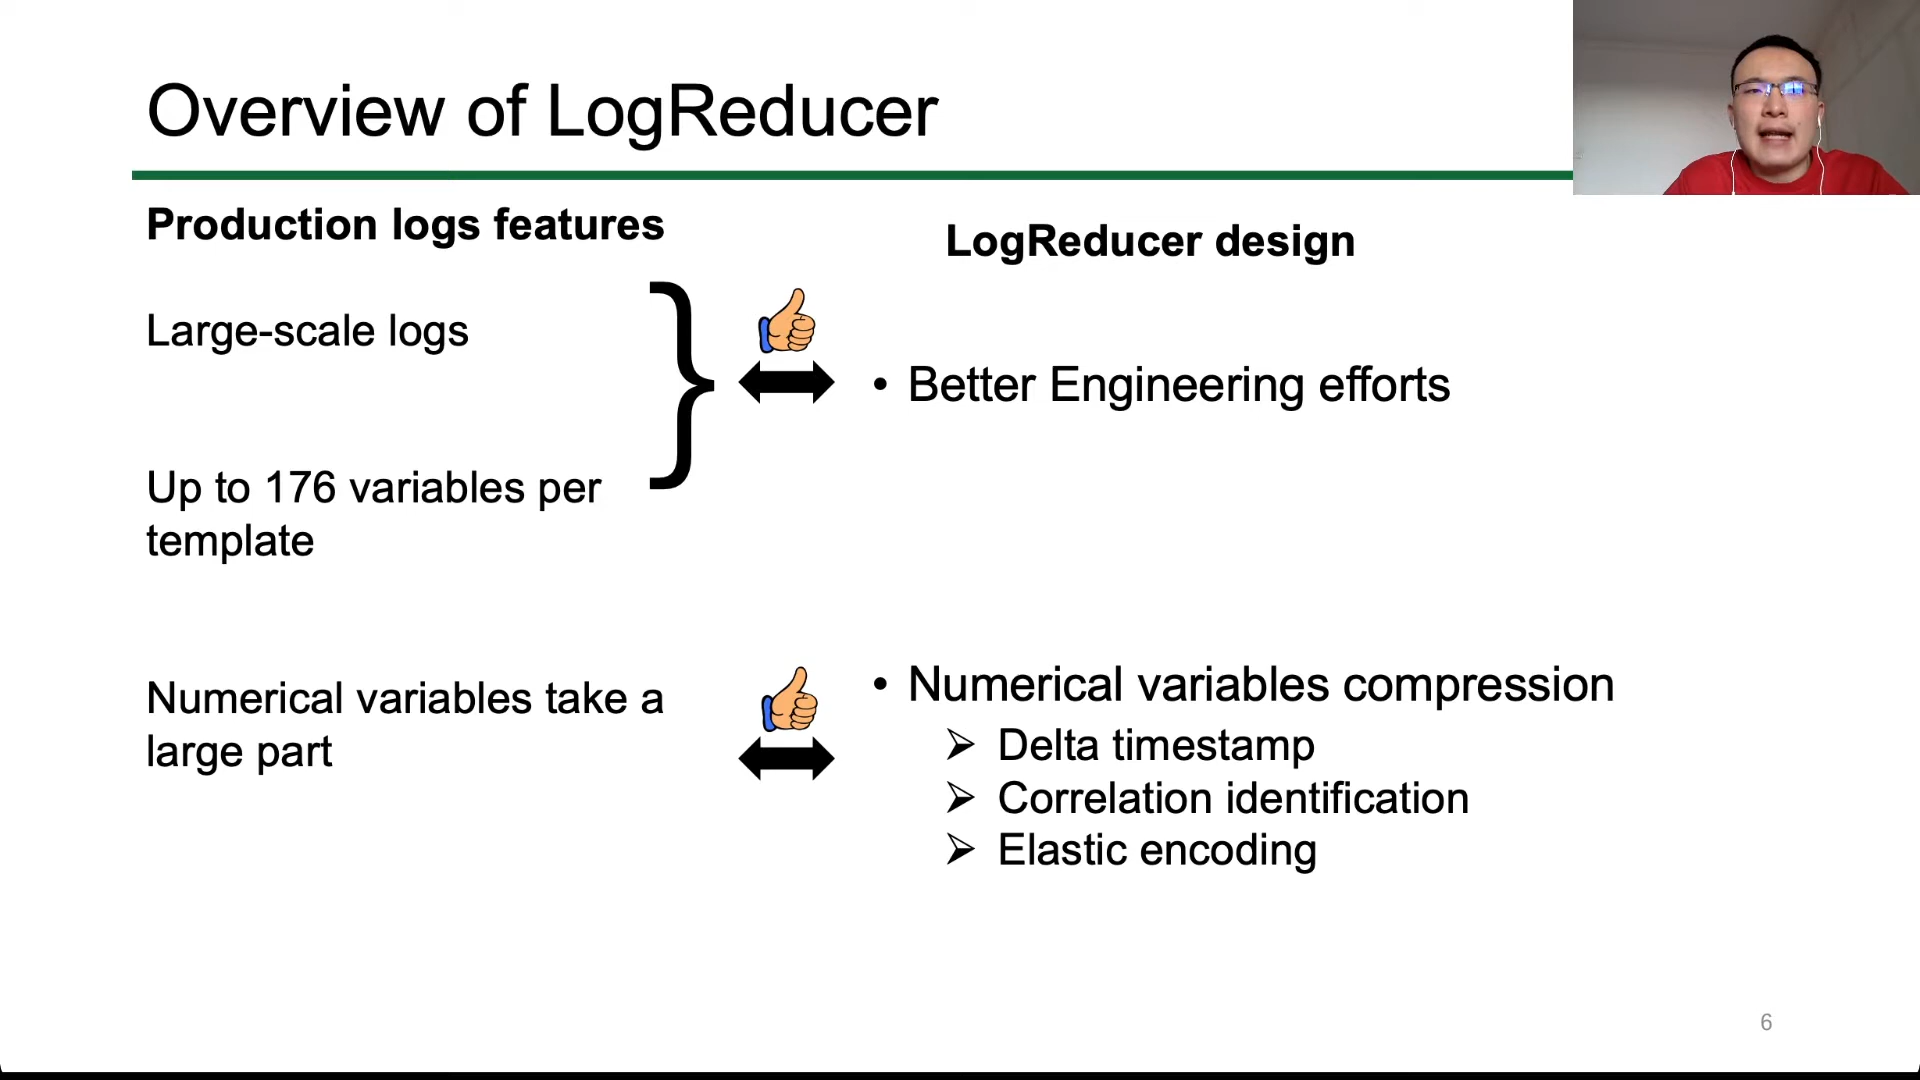 Overview of LogReducer
Production logs features
LogReducer design
Large-scale logs
• Better Engineering efforts
Up to 176 variables per
template
Numerical variables take a
large part
• Numerical variables compression
➢ Delta timestamp
➢ Correlation identification
➢ Elastic encoding
6